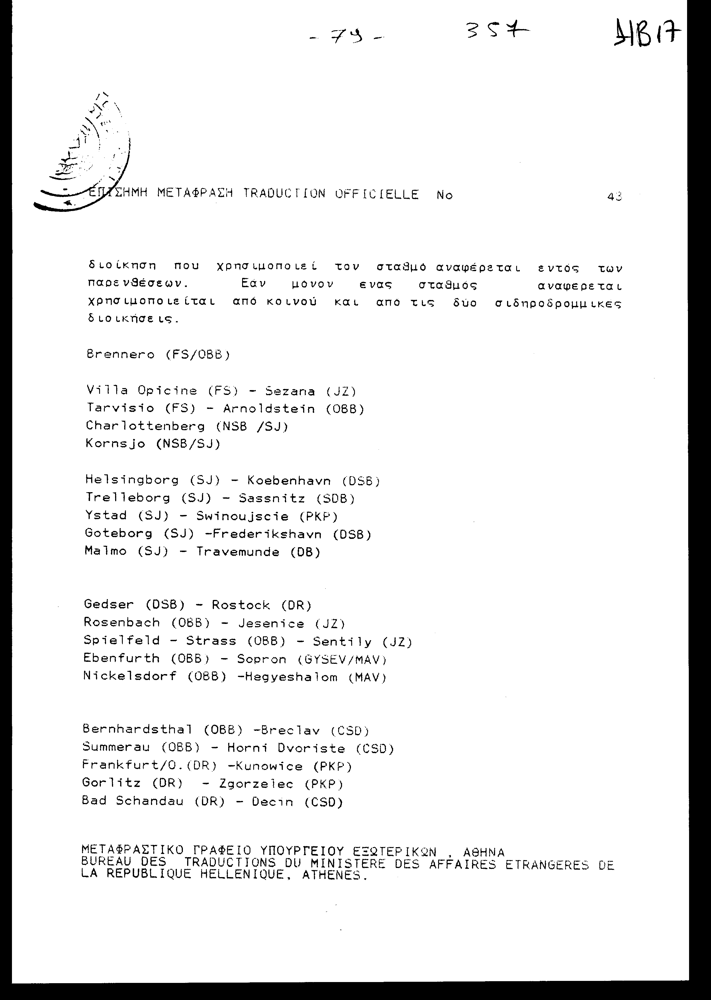 - 79 - 357 ΔΙΒ17
ΕΠΙΣΗΜΗ ΜΕΤΑΦΡΑΣΗ TRADUCTION OFFICIELLE No 43
διοίκηση που χρησιμοποιεί τον σταθμό αναφέρεται εντός των
παρενθέσεων. Εάν μόνον ενας σταθμός αναφερεται
χρησιμοποιείται από κοινού και από τις δύο σιδηροδρομμικές
διοικήσεις.
Brennero (FS/OBB)
Villa Opicine (FS) - Sezana (JZ)
Tarvisio (FS) - Arnoldstein (OBB)
Charlottenberg (NSB /SJ)
Kornsjo (NSB/SJ)
Helsingborg (SJ) - Koebenhavn (DSB)
Trelleborg (SJ) - Sassnitz (SDB)
Ystad (SJ) - Swinoujscie (PKP)
Goteborg (SJ) -Frederikshavn (DSB)
Malmo (SJ) - Travemunde (DB)
Gedser (DSB) - Rostock (DR)
Rosenbach (OBB) - Jesenice (JZ)
Spielfeld - Strass (OBB) - Sentily (JZ)
Ebenfurth (OBB) - Sopron (GYSEV/MAV)
Nickelsdorf (OBB) -Hegyeshalom (MAV)
Bernhardsthal (OBB) -Breclav (CSD)
Summerau (OBB) - Horni Dvoriste (CSD)
Frankfurt/O.(DR) -Kunowice (PKP)
Gorlitz (DR) - Zgorzelec (PKP)
Bad Schandau (DR) - Decin (CSD)
ΜΕΤΑΦΡΑΣΤΙΚΟ ΓΡΑΦΕΙΟ ΥΠΟΥΡΓΕΙΟΥ ΕΞΩΤΕΡΙΚΩΝ , ΑΘΗΝΑ
BUREAU DES TRADUCTIONS DU MINISTERE DES AFFAIRES ETRANGERES DE
LA REPUBLIQUE HELLENIQUE, ATHENES.